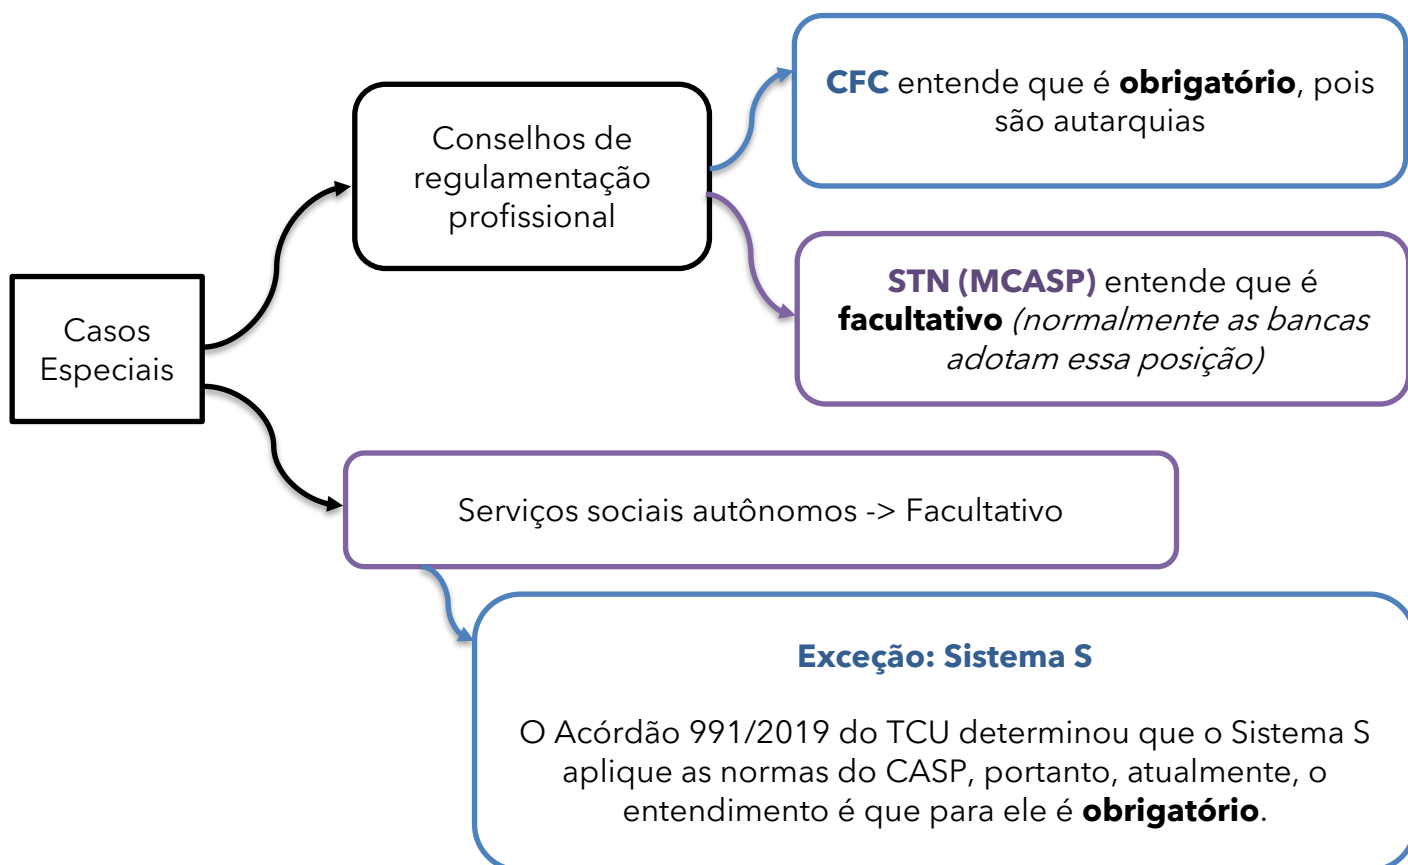 CFC entende que é obrigatório, pois
são autarquias
Conselhos de
regulamentação
profissional
STN (MCASP) entende que é
facultativo (normalmente as bancas
adotam essa posição)
Casos
Especiais
Serviços sociais autônomos -> Facultativo
Exceção: Sistema S
O Acórdão 991/2019 do TCU determinou que o Sistema S
aplique as normas do CASP, portanto, atualmente, o
entendimento é que para ele é obrigatório.